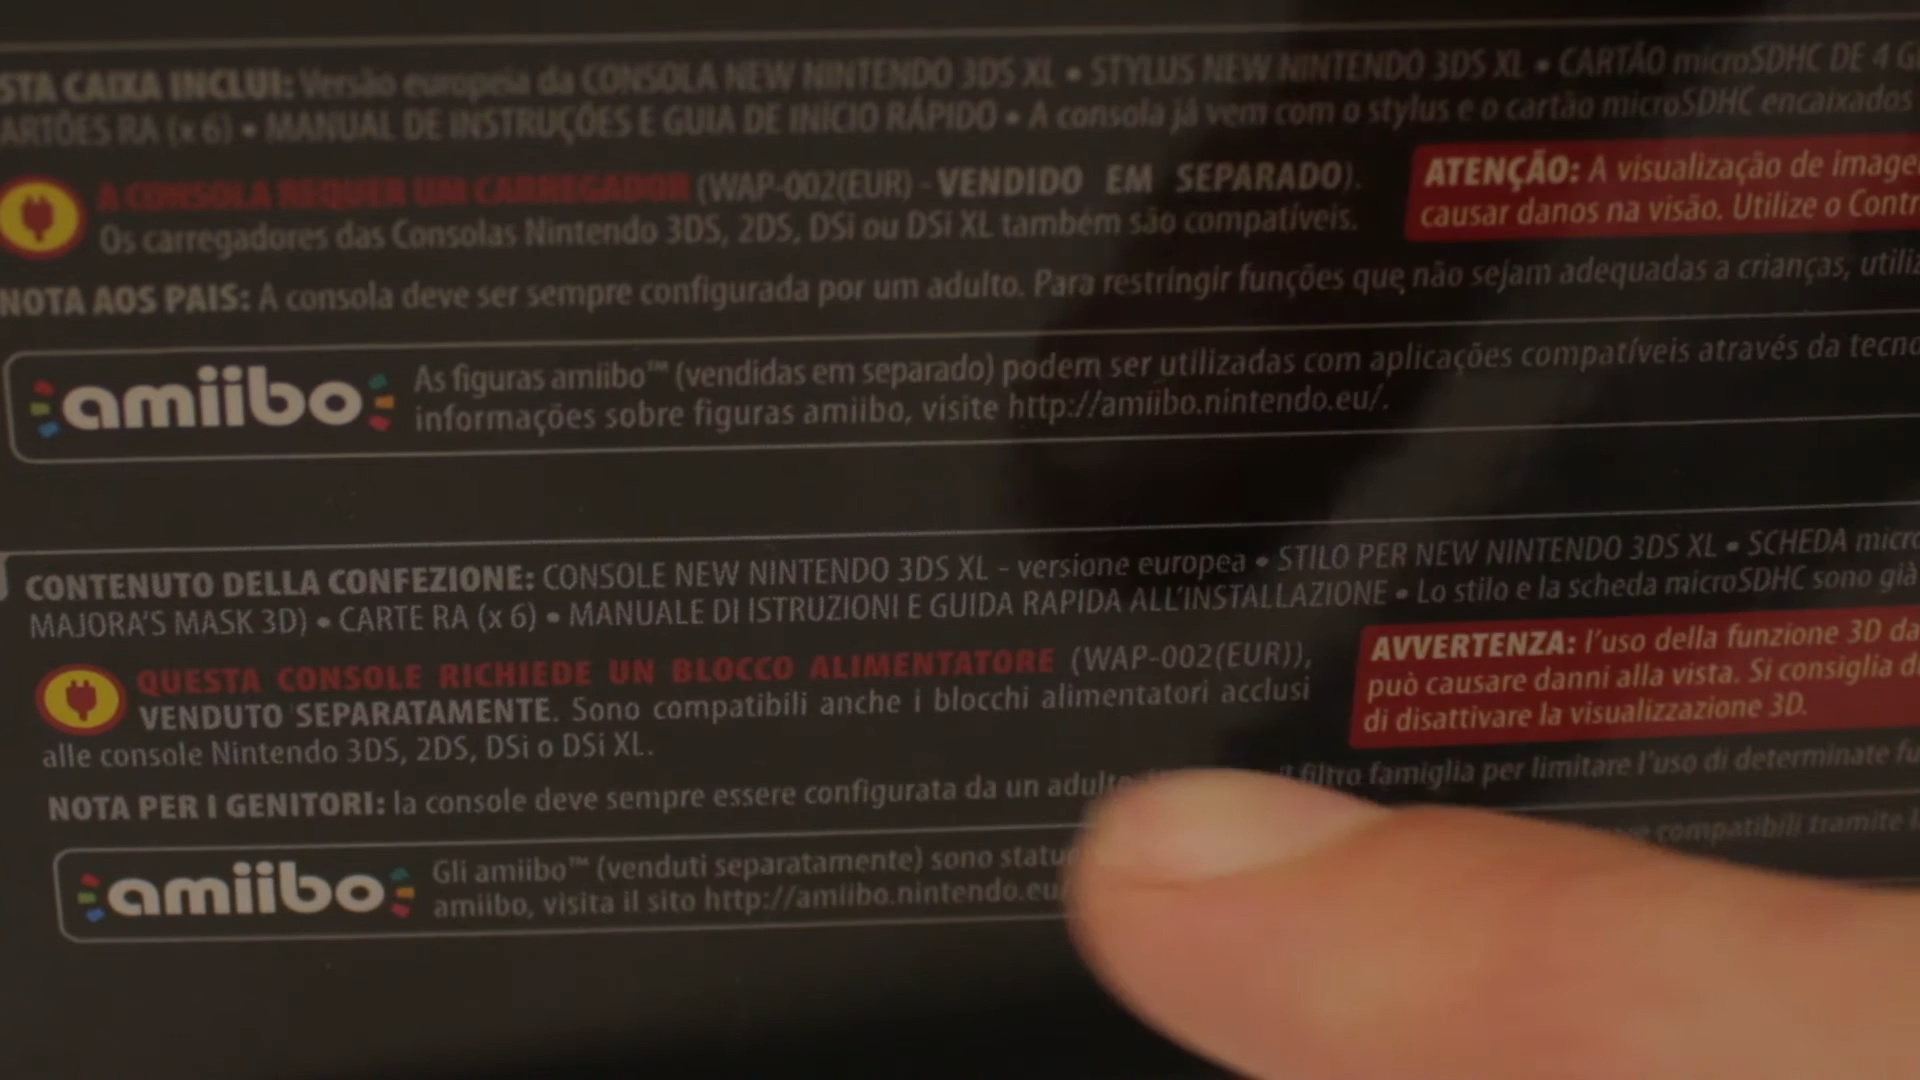 STA CAIXA INCLUI: Versão europeia da CONSOLA NEW NINTENDO 3DS XL • STYLUS NEW NINTENDO 3DS XL • CARTÃO microSDHC DE 4 G
ARTÕES RA (x 6) • MANUAL DE INSTRUÇÕES E GUIA DE INÍCIO RÁPIDO • A consola já vem com o stylus e o cartão microSDHC encaixados
A CONSOLA REQUER UM CARREGADOR (WAP-002(EUR) - VENDIDO EM SEPARADO).
Os carregadores das Consolas Nintendo 3DS, 2DS, DSi ou DSi XL também são compatíveis.
ATENÇÃO: A visualização de image
causar danos na visão. Utilize o Contr
NOTA AOS PAIS: A consola deve ser sempre configurada por um adulto. Para restringir funções que não sejam adequadas a crianças, utiliz
amiibo
As figuras amiibo™ (vendidas em separado) podem ser utilizadas com aplicações compatíveis através da tecno
informações sobre figuras amiibo, visite http://amiibo.nintendo.eu/.
CONTENUTO DELLA CONFEZIONE: CONSOLE NEW NINTENDO 3DS XL - versione europea • STILO PER NEW NINTENDO 3DS XL • SCHEDA micro
MAJORA'S MASK 3D) • CARTE RA (x 6) • MANUALE DI ISTRUZIONI E GUIDA RAPIDA ALL'INSTALLAZIONE • Lo stilo e la scheda microSDHC sono già
QUESTA CONSOLE RICHIEDE UN BLOCCO ALIMENTATORE (WAP-002(EUR)),
VENDUTO SEPARATAMENTE. Sono compatibili anche i blocchi alimentatori acclusi
alle console Nintendo 3DS, 2DS, DSi o DSi XL.
AVVERTENZA: l'uso della funzione 3D da
può causare danni alla vista. Si consiglia d
di disattivare la visualizzazione 3D.
NOTA PER I GENITORI: la console deve sempre essere configurata da un adulto il filtro famiglia per limitare l'uso di determinate fu
amiibo
Gli amiibo™ (venduti separatamente) sono statu compatibili tramite l
amiibo, visita il sito http://amiibo.nintendo.eu/